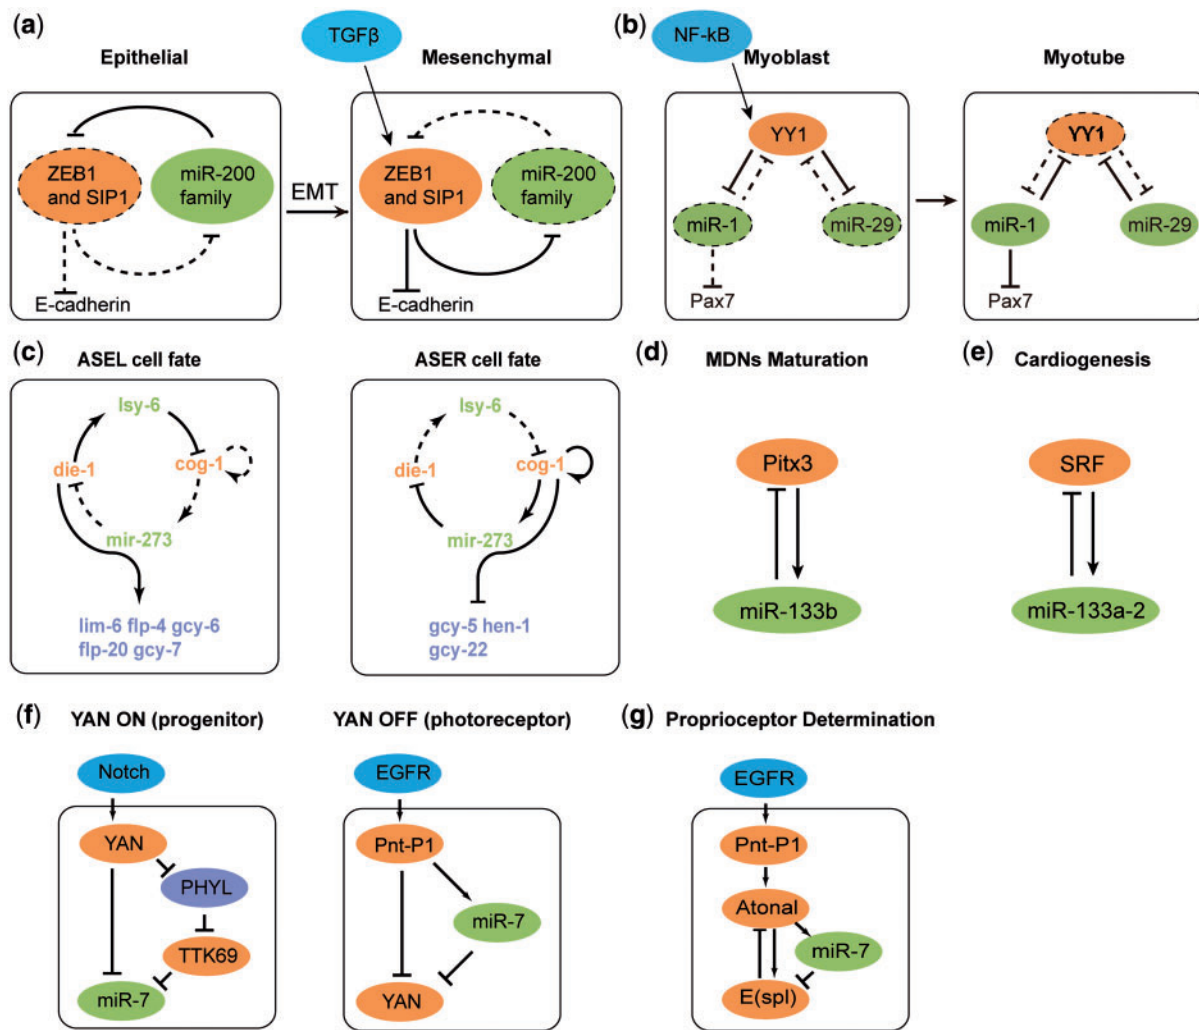 (a)
TGFβ
Epithelial
Mesenchymal
ZEB1
and SIP1
miR-200
family
E-cadherin
EMT
ZEB1
and SIP1
miR-200
family
E-cadherin
(b)
NF-kB
Myoblast
Myotube
YY1
miR-1
miR-29
Pax7
YY1
miR-1
miR-29
Pax7
(c)
ASEL cell fate
ASER cell fate
lsy-6
die-1
cog-1
mir-273
lim-6 flp-4 gcy-6
flp-20 gcy-7
lsy-6
die-1
cog-1
mir-273
gcy-5 hen-1
gcy-22
(d)
MDNs Maturation
Pitx3
miR-133b
(e)
Cardiogenesis
SRF
miR-133a-2
(f)
YAN ON (progenitor)
YAN OFF (photoreceptor)
Notch
YAN
PHYL
TTK69
miR-7
EGFR
Pnt-P1
miR-7
YAN
(g)
Proprioceptor Determination
EGFR
Pnt-P1
Atonal
miR-7
E(spl)